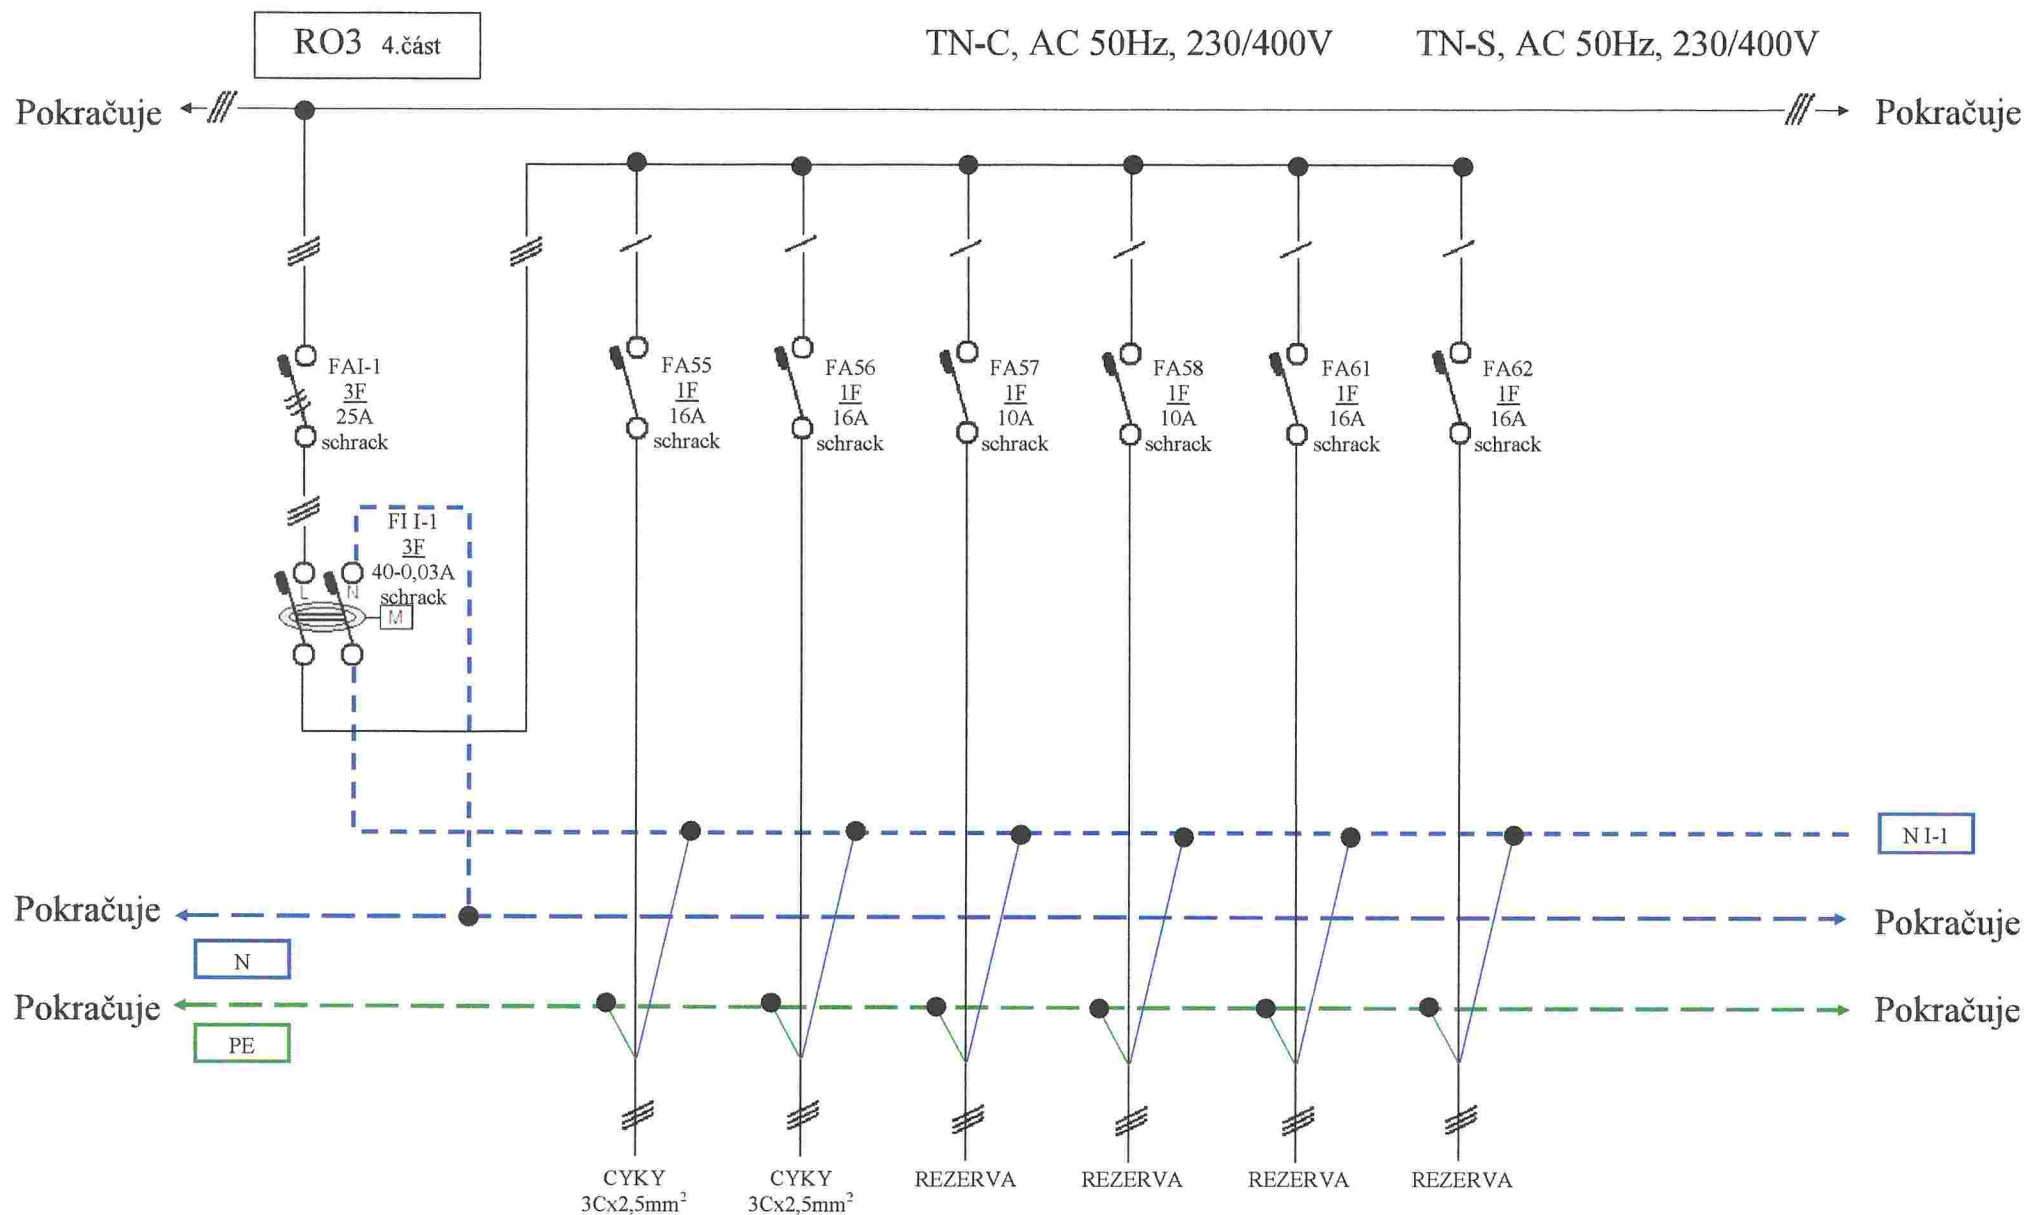 RO3 4.část
TN-C, AC 50Hz, 230/400V
TN-S, AC 50Hz, 230/400V
Pokračuje
Pokračuje
FAI-1
3F
25A
schrack
FA55
1F
16A
schrack
FA56
1F
16A
schrack
FA57
1F
10A
schrack
FA58
1F
10A
schrack
FA61
1F
16A
schrack
FA62
1F
16A
schrack
FI I-1
3F
40-0,03A
schrack
L
N
M
N I-1
Pokračuje
Pokračuje
N
Pokračuje
Pokračuje
PE
CYKY
3Cx2,5mm²
CYKY
3Cx2,5mm²
REZERVA
REZERVA
REZERVA
REZERVA